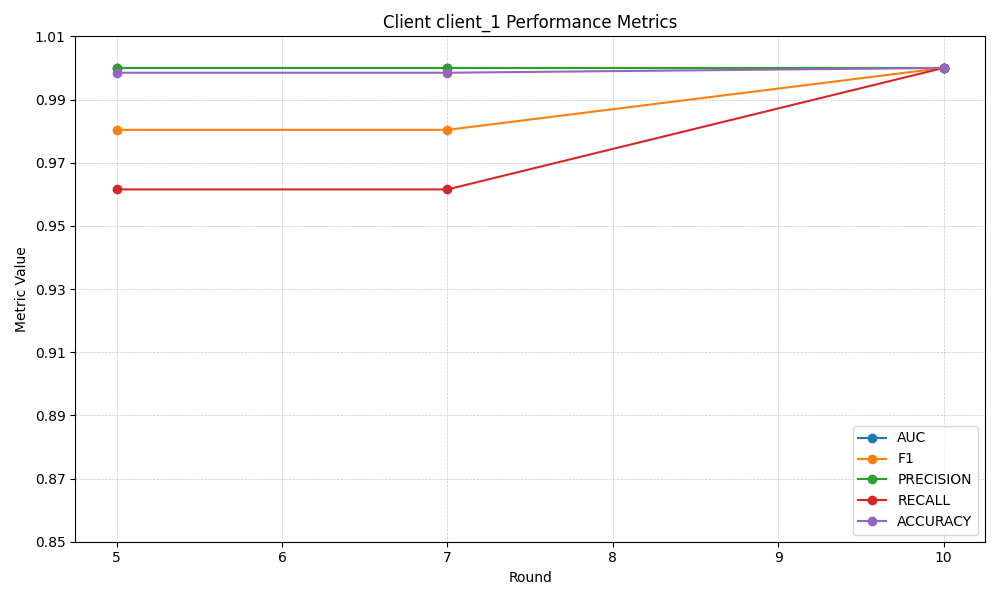 Client client_1 Performance Metrics
1.01
0.99
0.97
0.95
0.93
0.91
0.89
0.87
0.85
Metric Value
5
6
7
8
9
10
Round
AUC
F1
PRECISION
RECALL
ACCURACY